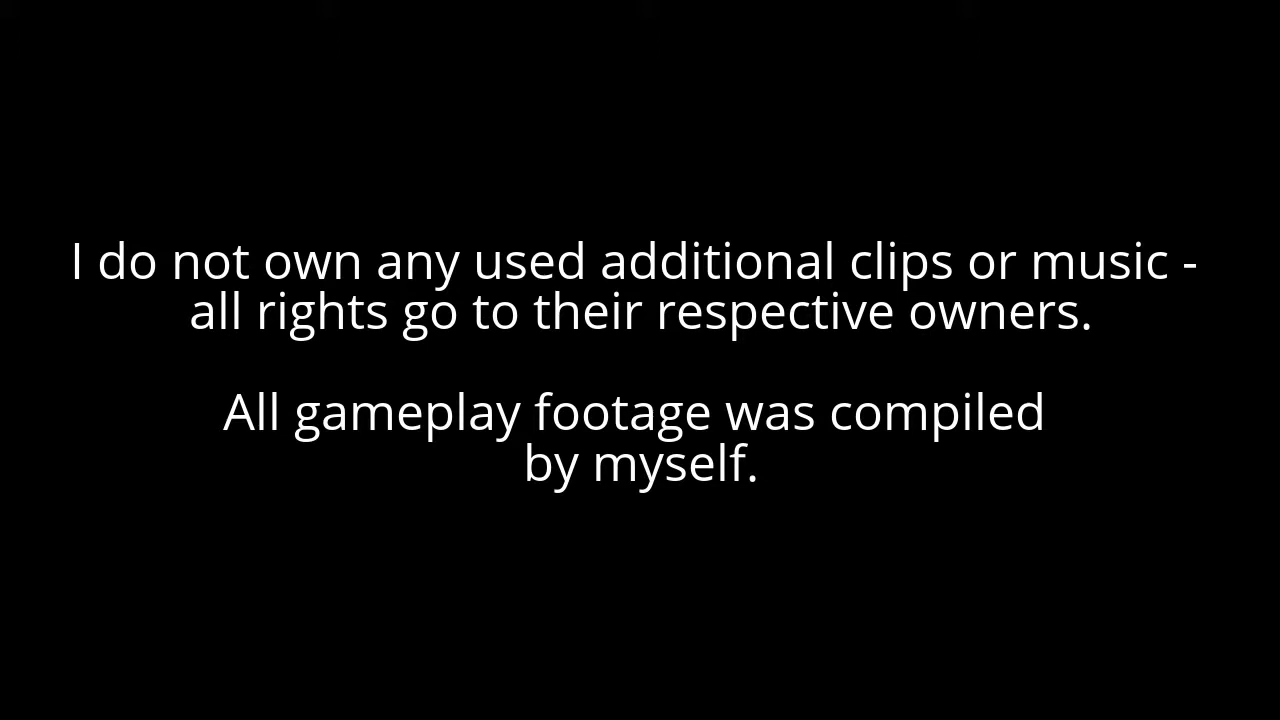 I do not own any used additional clips or music -
all rights go to their respective owners.
All gameplay footage was compiled
by myself.